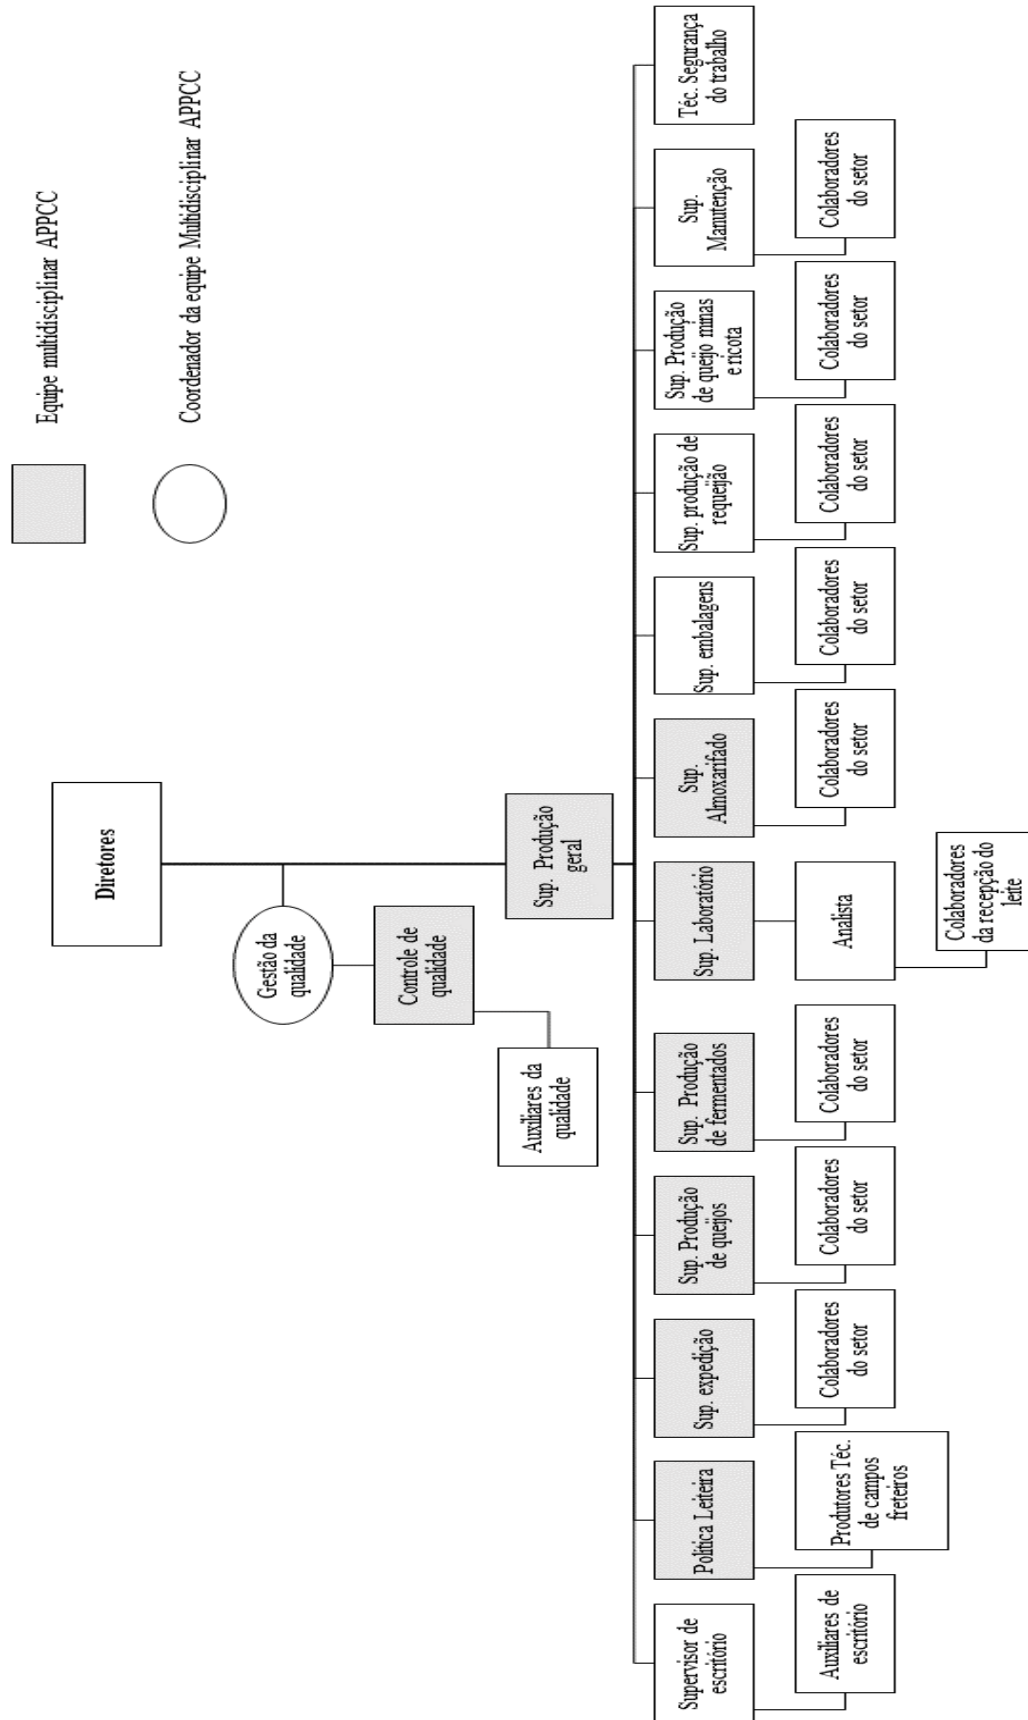 Equipe multidisciplinar APPCC
Coordenador da equipe Multidisciplinar APPCC
Diretores
Gestão da
qualidade
Controle de
qualidade
Auxiliares da
qualidade
Sup. Produção
geral
Supervisor de
escritório
Política Leiteira
Sup. expedição
Sup. Produção
de queijos
Sup. Produção
de fermentados
Sup. Laboratório
Sup.
Almoxarifado
Sup. embalagens
Sup. produção de
requeijão
Sup. Produção
de queijo minas
e ricota
Sup.
Manutenção
Téc. Segurança
do trabalho
Auxiliares de
escritório
Produtores Téc.
de campos
freteiros
Colaboradores
do setor
Colaboradores
do setor
Colaboradores
do setor
Analista
Colaboradores
do setor
Colaboradores
do setor
Colaboradores
do setor
Colaboradores
do setor
Colaboradores
do setor
Colaboradores
da recepção do
leite